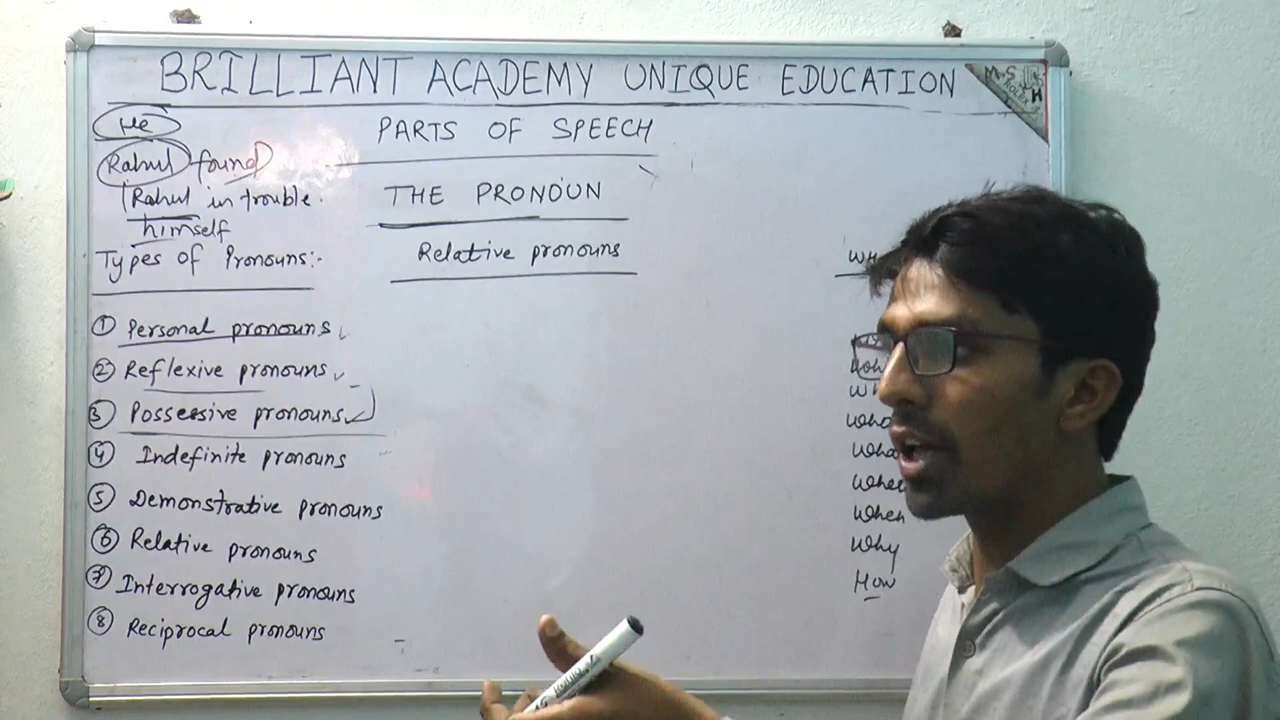 BRILLIANT ACADEMY UNIQUE EDUCATION
M.S
H
He
PARTS OF SPEECH
Rahul found
Rahul in trouble.
THE PRONOUN
himself
Types of Pronouns:-
Relative pronouns
① Personal pronouns
② Reflexive pronouns
③ Possessive pronouns
④ Indefinite pronouns
⑤ Demonstrative pronouns
⑥ Relative pronouns
⑦ Interrogative pronouns
⑧ Reciprocal pronouns
When
Why
How